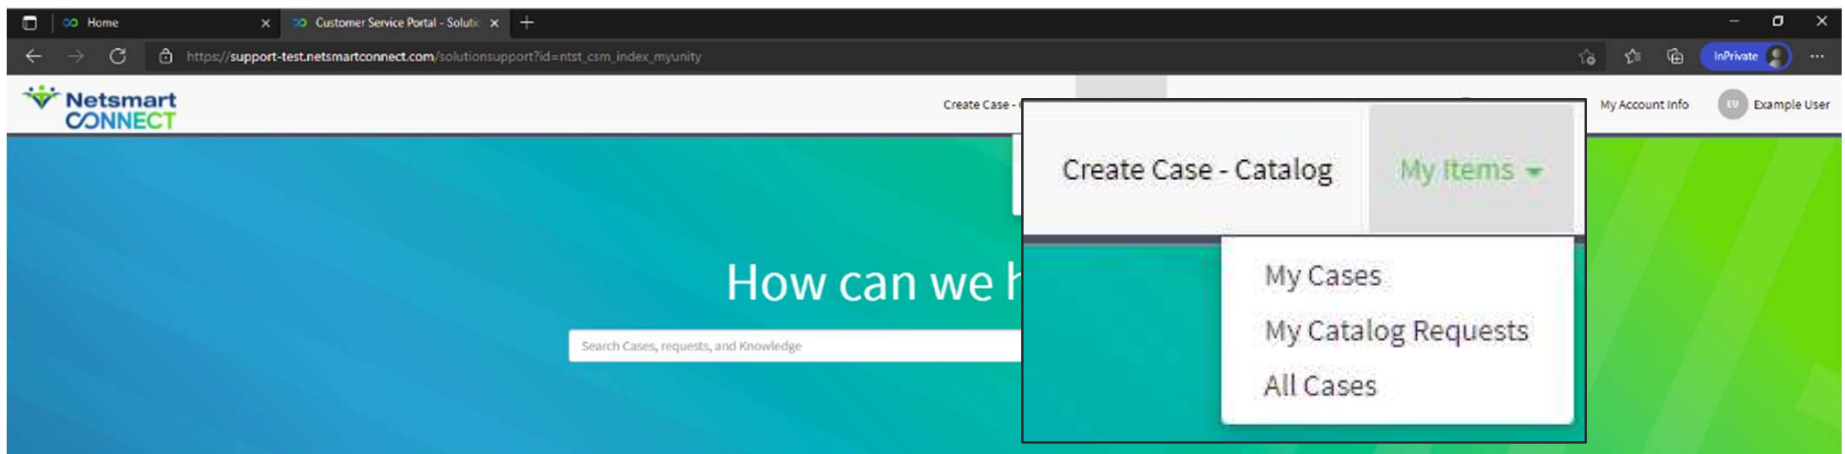 Home
Customer Service Portal - Soluti
https://support-test.netsmartconnect.com/solutionsupport?id=ntst_csm_index_myunity
InPrivate
Netsmart
CONNECT
Create Case -
My Account Info
EU
Example User
Create Case - Catalog
My Items
How can we h
Search Cases, requests, and Knowledge
My Cases
My Catalog Requests
All Cases